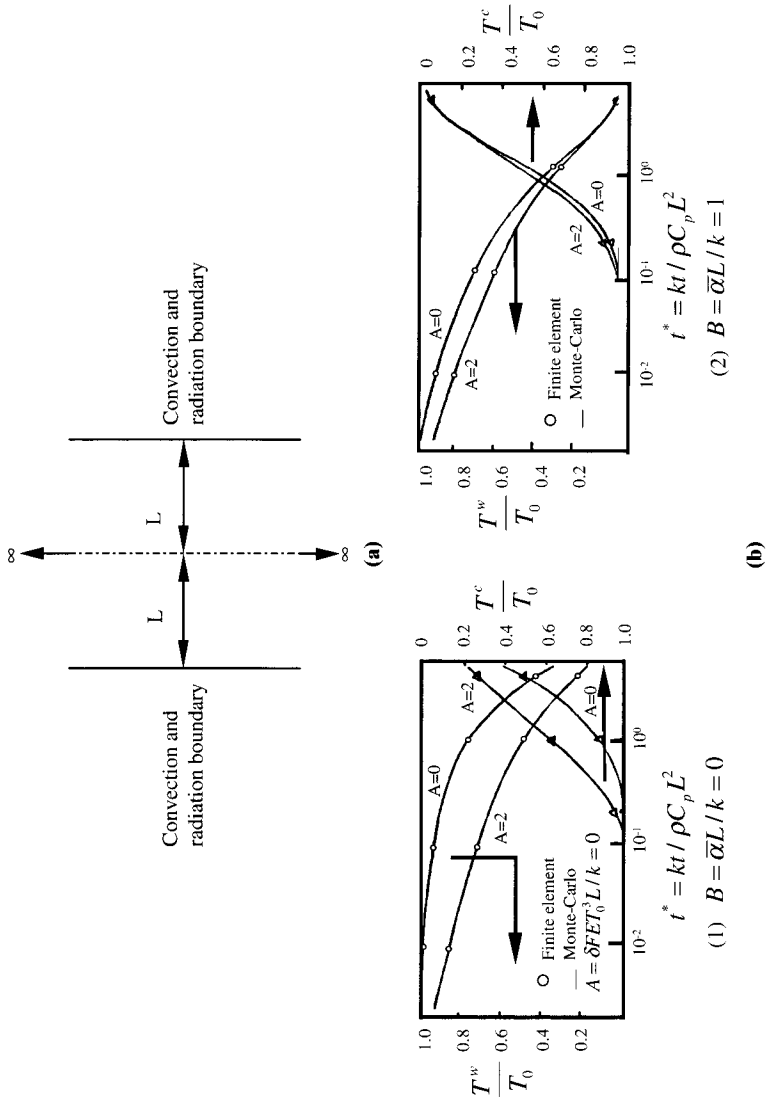 ∞
Convection and
radiation boundary
L
L
Convection and
radiation boundary
∞
(a)
T^w / T_0
1.0
0.8
0.6
0.4
0.2
A=0
A=2
A=2
A=0
○ Finite element
— Monte-Carlo
A = δFET_0^3 L / k = 0
T^c / T_0
0
0.2
0.4
0.6
0.8
1.0
10^-2
10^-1
10^0
t^* = kt / ρC_p L^2
(1) B = α̅L / k = 0
T^w / T_0
1.0
0.8
0.6
0.4
0.2
A=0
A=2
A=2
A=0
○ Finite element
— Monte-Carlo
T^c / T_0
0
0.2
0.4
0.6
0.8
1.0
10^-2
10^-1
10^0
t^* = kt / ρC_p L^2
(2) B = α̅L / k = 1
(b)